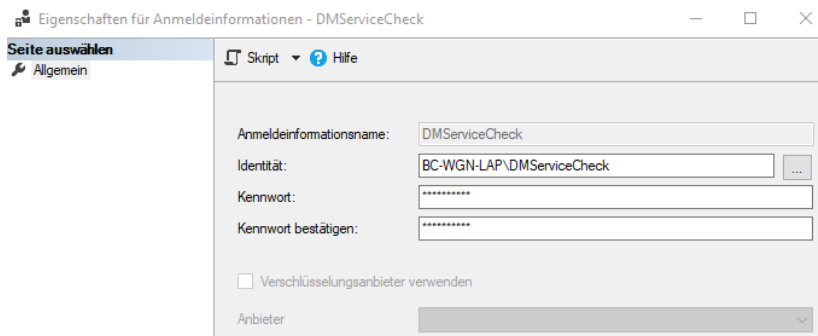 Eigenschaften für Anmeldeinformationen - DMServiceCheck
Seite auswählen
Allgemein
Skript Hilfe
Anmeldeinformationsname: DMServiceCheck
Identität: BC-WGN-LAP\DMServiceCheck ...
Kennwort: **********
Kennwort bestätigen: **********
Verschlüsselungsanbieter verwenden
Anbieter